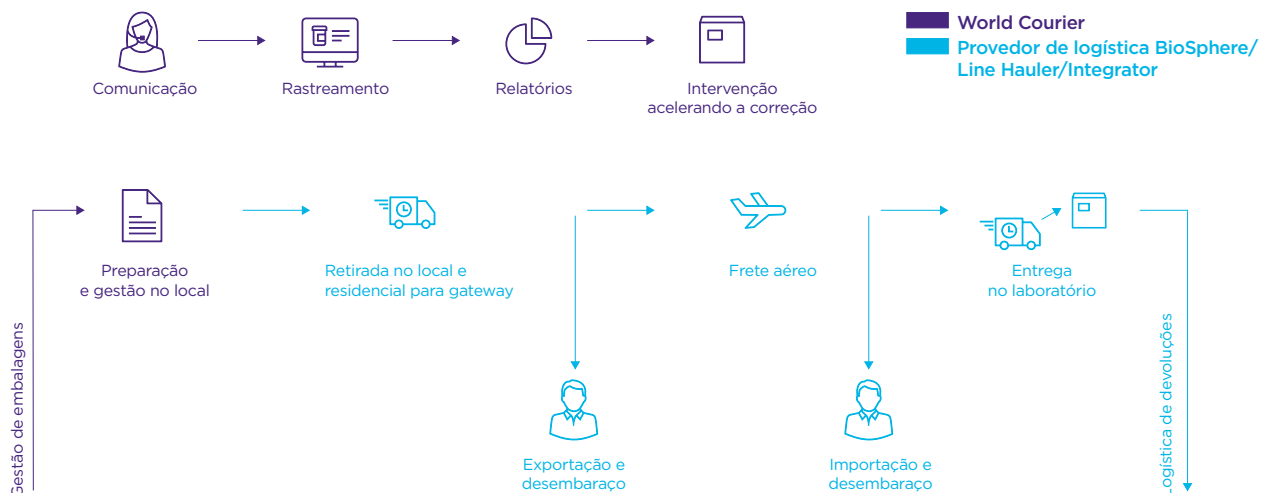 World Courier
Provedor de logística BioSphere/
Line Hauler/Integrator
Comunicação
Rastreamento
Relatórios
Intervenção
acelerando a correção
Preparação
e gestão no local
Retirada no local e
residencial para gateway
Frete aéreo
Entrega
no laboratório
Gestão de embalagens
Logística de devoluções
Exportação e
desembaraço
Importação e
desembaraço